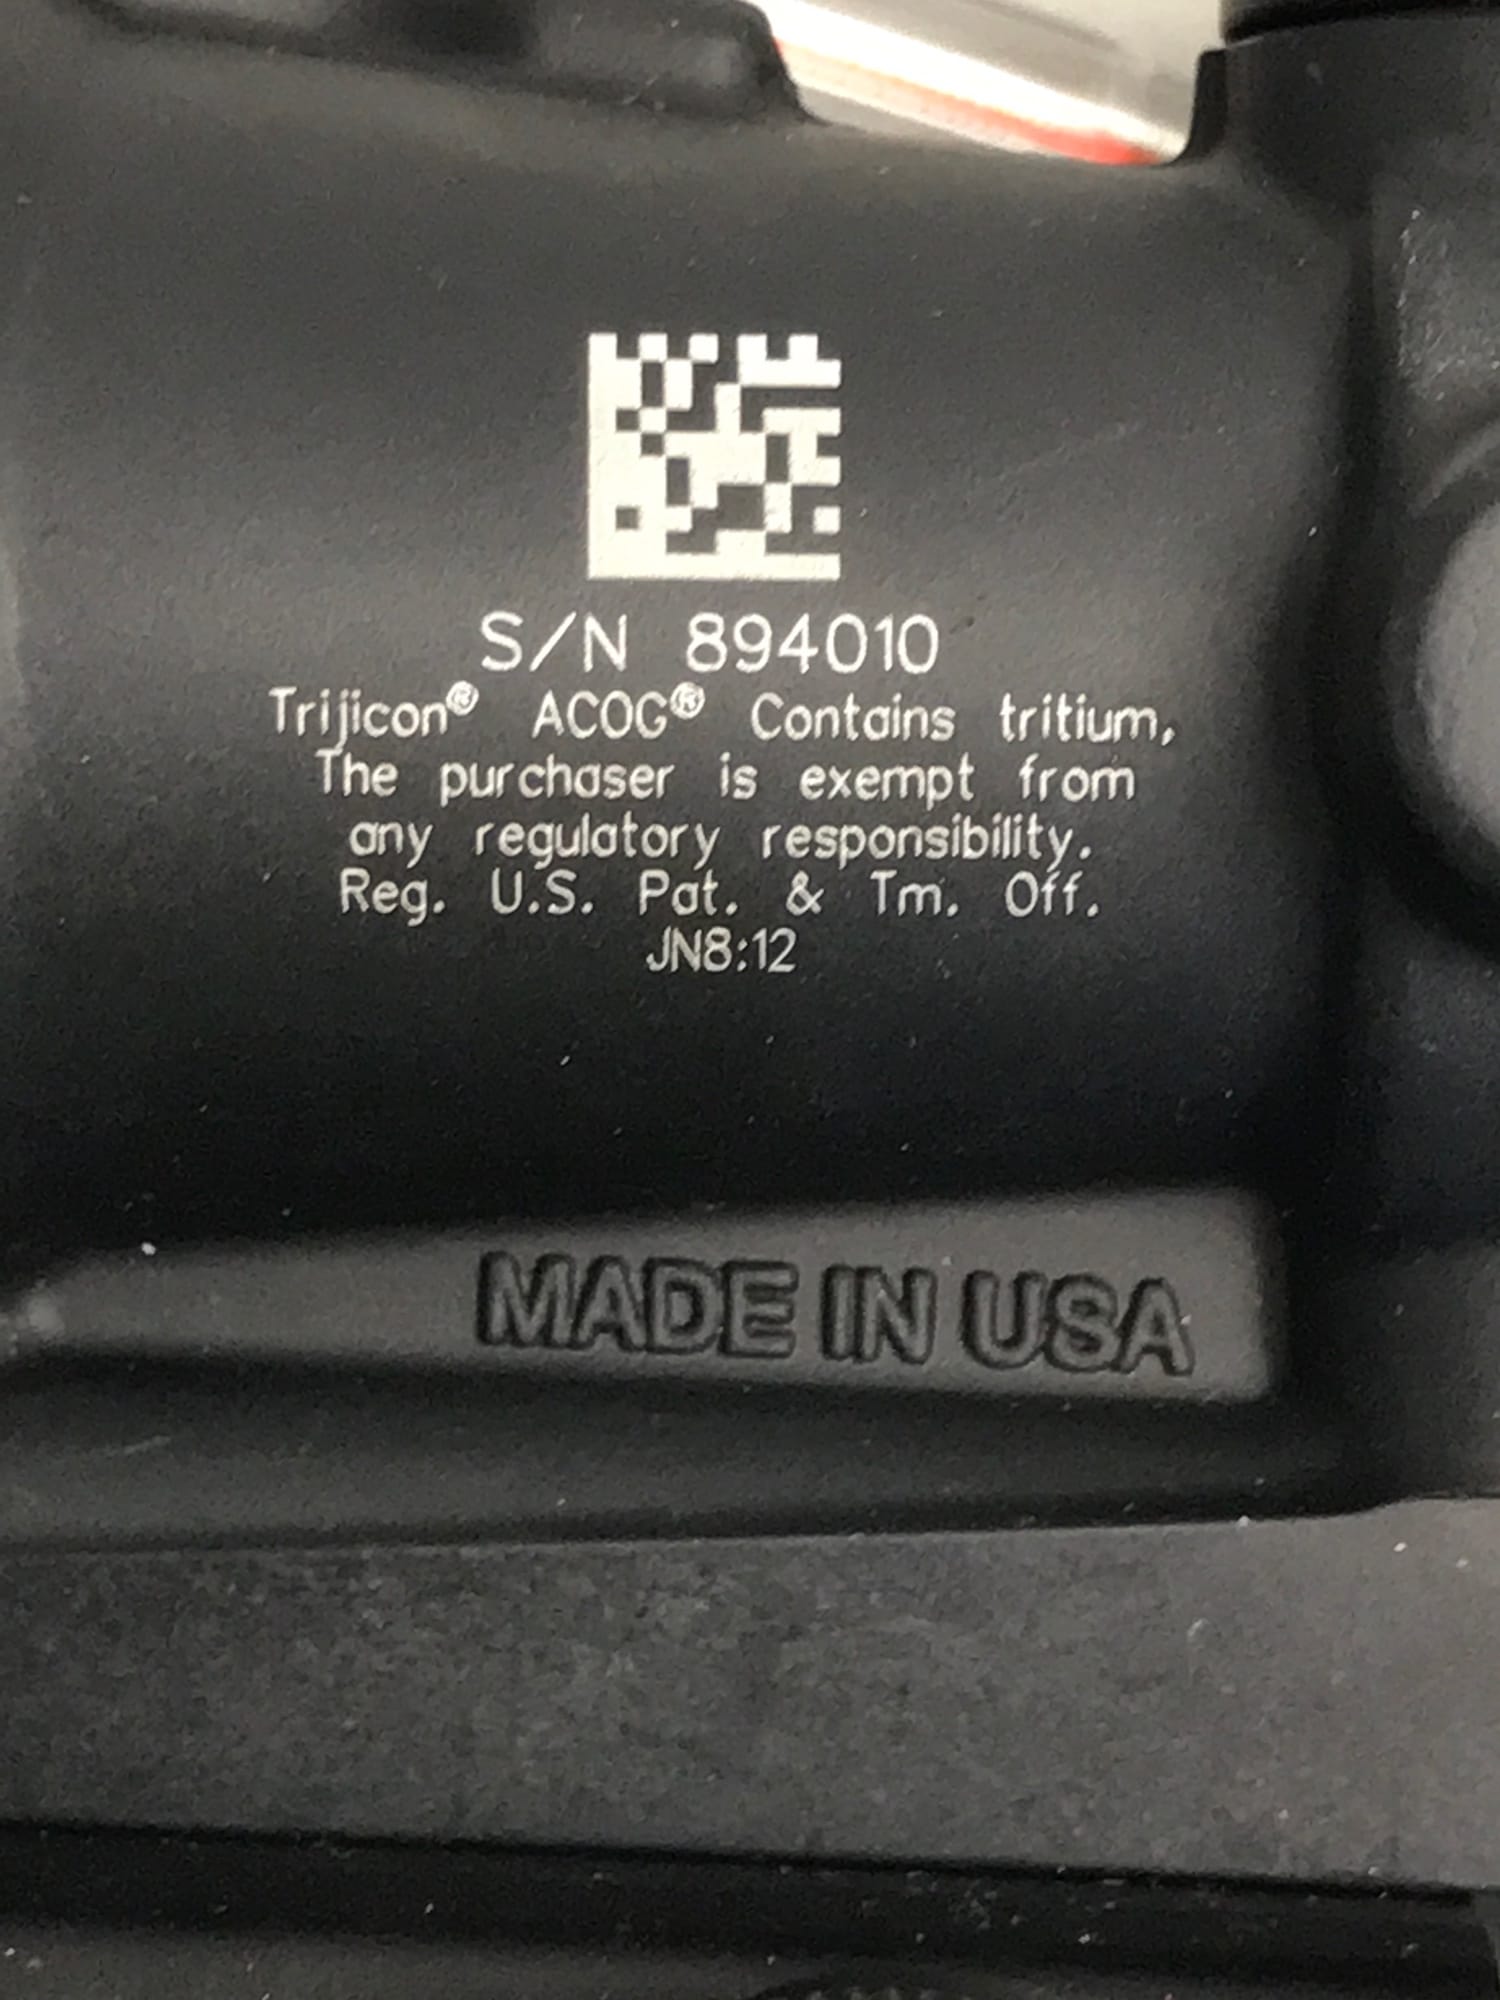 S/N 894010
Trijicon® ACOG® Contains tritium,
The purchaser is exempt from
any regulatory responsibility.
Reg. U.S. Pat. & Tm. Off.
JN8:12
MADE IN USA